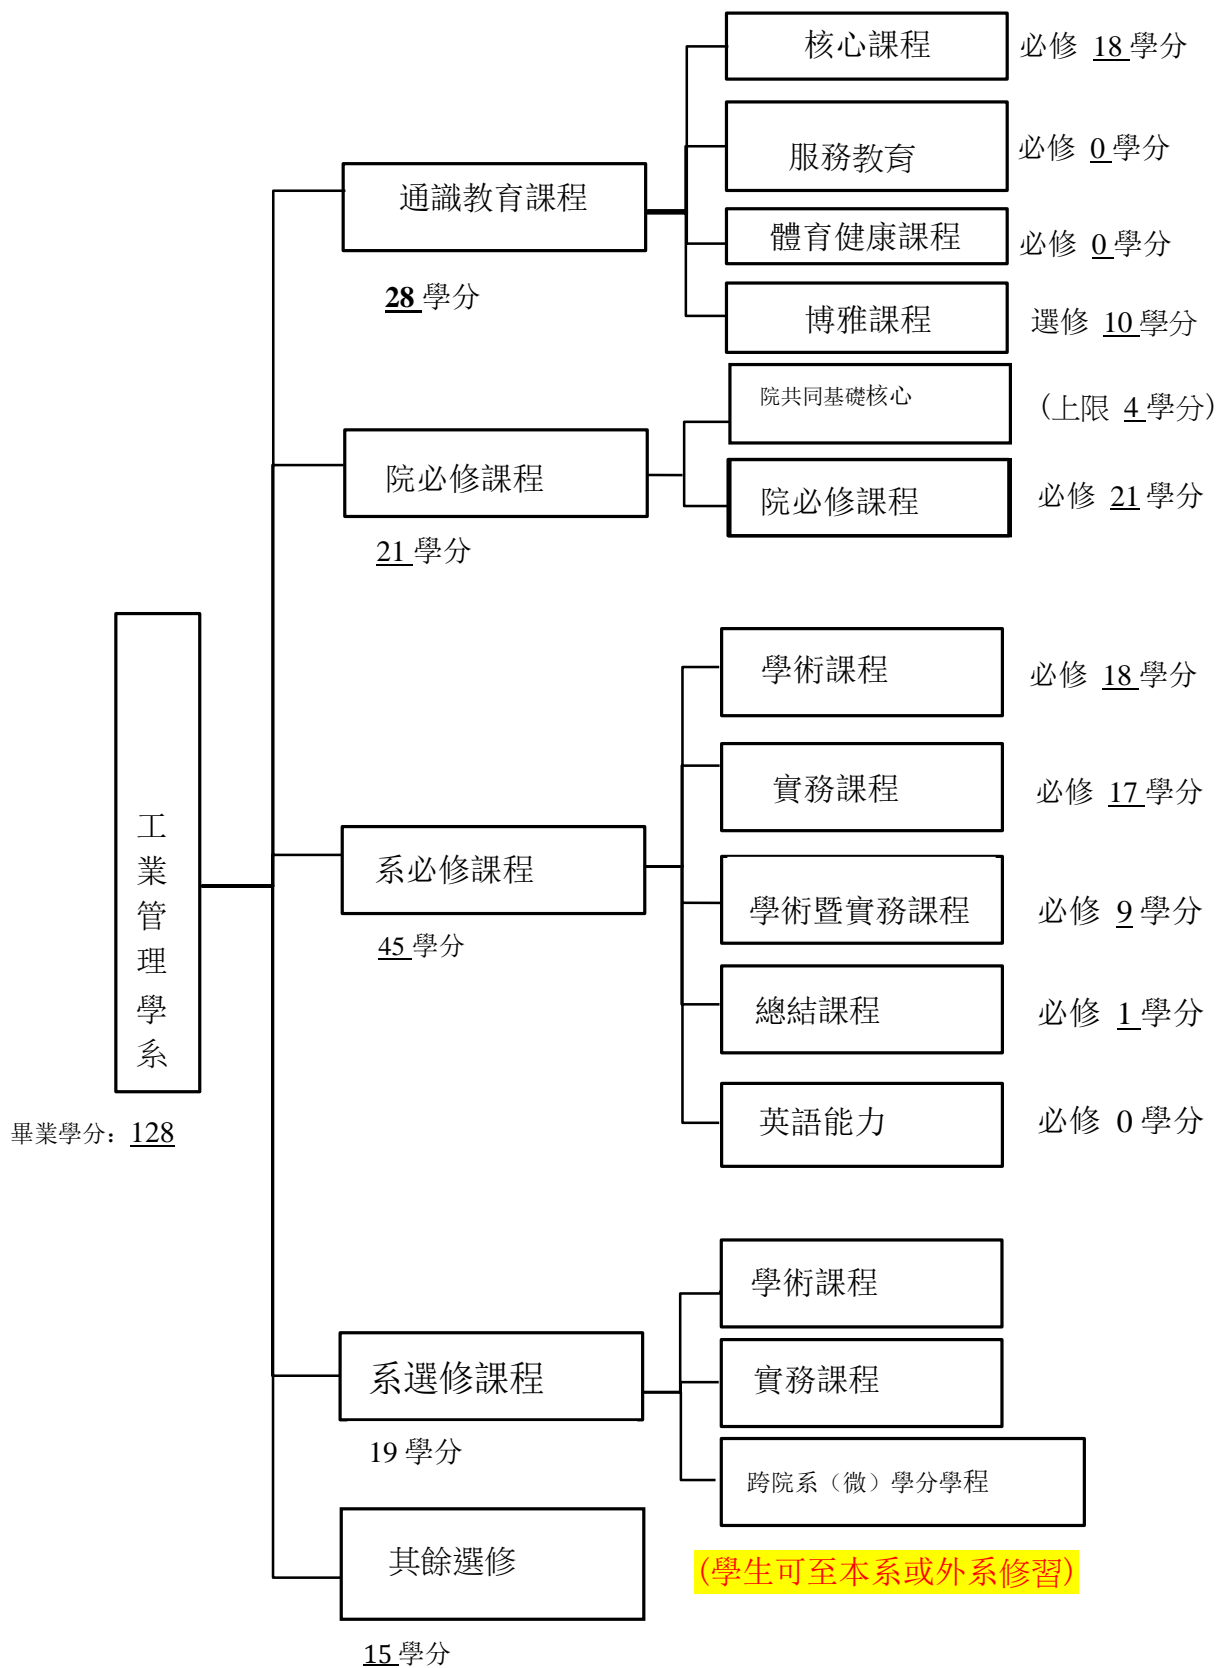 核心課程 必修 18 學分
服務教育 必修 0 學分
通識教育課程
體育健康課程 必修 0 學分
28 學分
博雅課程 選修 10 學分
院共同基礎核心 (上限 4 學分)
院必修課程
院必修課程 必修 21 學分
21 學分
學術課程 必修 18 學分
實務課程 必修 17 學分
工業管理學系
系必修課程
學術暨實務課程 必修 9 學分
45 學分
總結課程 必修 1 學分
英語能力 必修 0 學分
畢業學分：128
學術課程
系選修課程
實務課程
19 學分
跨院系（微）學分學程
其餘選修
(學生可至本系或外系修習)
15 學分